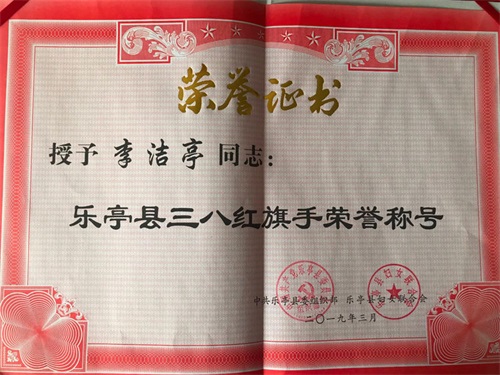 荣誉证书
授予 李洁亭 同志：
乐亭县三八红旗手荣誉称号
中共乐亭县委组织部 乐亭县妇女联合会
二〇一九年三月